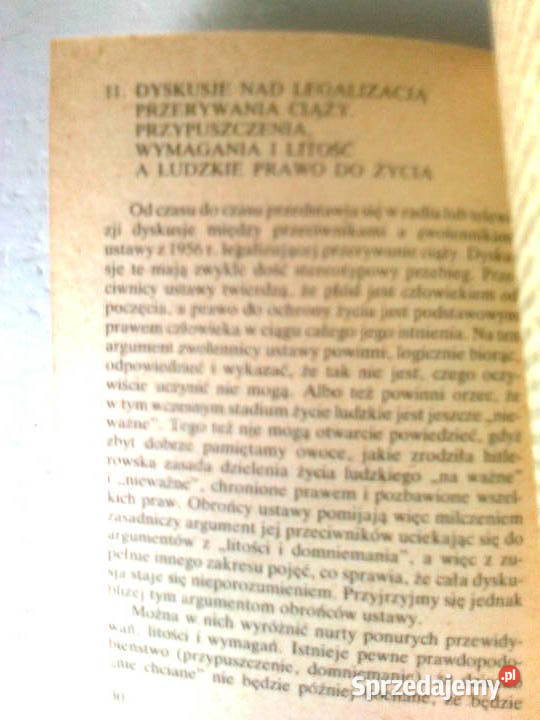 II. DYSKUSJE NAD LEGALIZACJĄ
PRZERYWANIA CIĄŻY.
PRZYPUSZCZENIA,
WYMAGANIA I LITOŚĆ
A LUDZKIE PRAWO DO ŻYCIA
Od czasu do czasu przedstawia się w radiu lub telewi-
zji dyskusje między przeciwnikami a zwolennikami
ustawy z 1956 r. legalizującej przerywanie ciąży. Dysku-
sje te mają zwykle dość stereotypowy przebieg. Prze-
ciwnicy ustawy twierdzą, że płód jest człowiekiem od
poczęcia, a prawo do ochrony życia jest podstawowym
prawem człowieka w ciągu całego jego istnienia. Na ten
argument zwolennicy ustawy powinni, logicznie biorąc,
odpowiedzieć i wykazać, że tak nie jest, czego oczy-
wiście uczynić nie mogą. Albo też powinni orzec, że
w tym wczesnym stadium życie ludzkie jest jeszcze „nie-
ważne”. Tego też nie mogą otwarcie powiedzieć, gdyż
zbyt dobrze pamiętamy owoce, jakie zrodziła hitle-
rowska zasada dzielenia życia ludzkiego „na ważne”
i „nieważne”, chronione prawem i pozbawione wszel-
kich praw. Obrońcy ustawy pomijają więc milczeniem
zasadniczy argument jej przeciwników uciekając się do
argumentów z „litości i domniemania”, a więc z zu-
pełnie innego zakresu pojęć, co sprawia, że cała dysku-
sja staje się nieporozumieniem. Przyjrzyjmy się jednak
bliżej tym argumentom obrońców ustawy.
Można w nich wyróżnić nurty ponurych przewidy-
wań, litości i wymagań. Istnieje pewne prawdopodo-
bieństwo (przypuszczenie, domniemanie), że
„nie chciane” nie będzie później kochane, że będzie
Sprzedajemy.pl